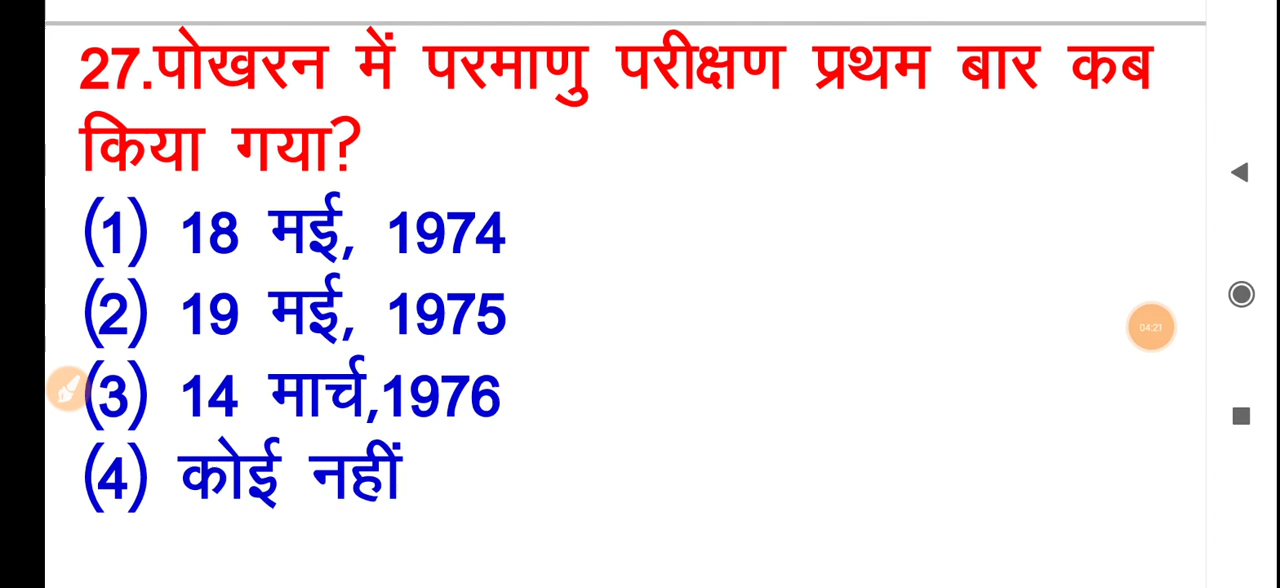 27.पोखरन में परमाणु परीक्षण प्रथम बार कब
किया गया?
(1) 18 मई, 1974
(2) 19 मई, 1975
(3) 14 मार्च,1976
(4) कोई नहीं
04:21